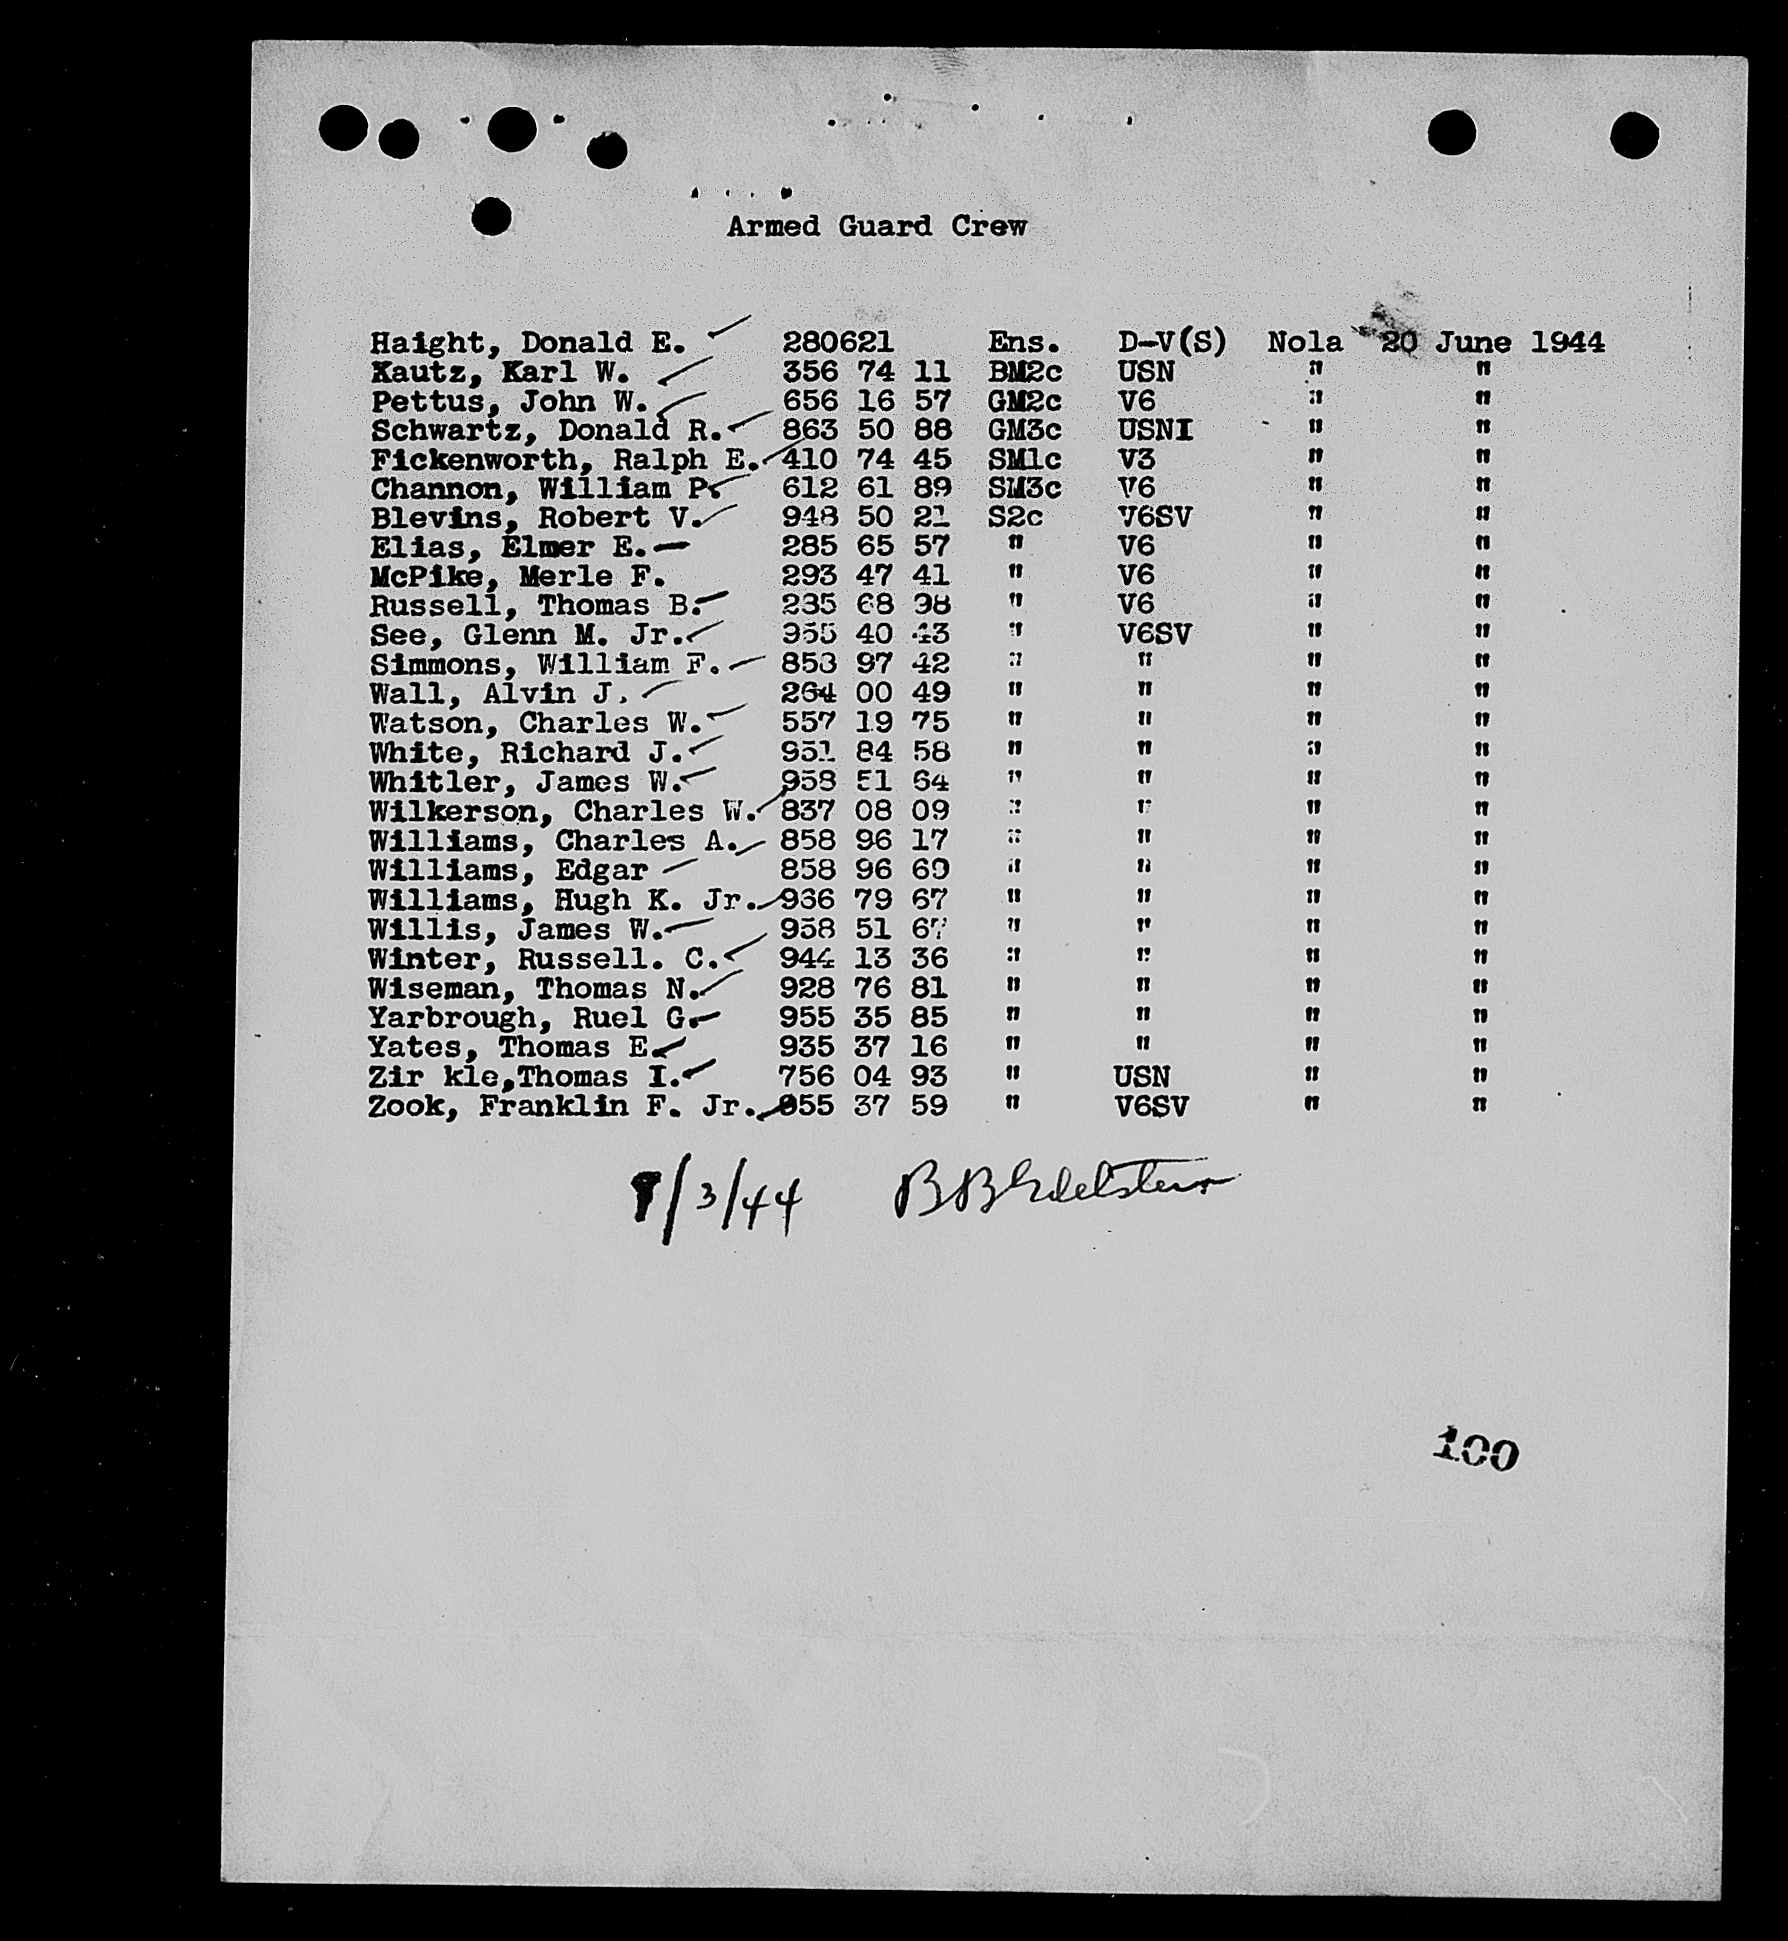 Armed Guard Crew
Haight, Donald E. 280621 Ens. D-V(S) Nola 20 June 1944
Kautz, Karl W. 356 74 11 BM2c USN " "
Pettus, John W. 656 16 57 GM2c V6 " "
Schwartz, Donald R. 863 50 88 GM3c USNI " "
Fickenworth, Ralph E. 410 74 45 SM1c V3 " "
Channon, William P. 612 61 89 SM3c V6 " "
Blevins, Robert V. 948 50 21 S2c V6SV " "
Elias, Elmer E. 285 65 57 " V6 " "
McPike, Merle F. 293 47 41 " V6 " "
Russell, Thomas B. 235 68 98 " V6 " "
See, Glenn M. Jr. 955 40 43 " V6SV " "
Simmons, William F. 853 97 42 " " " "
Wall, Alvin J. 264 00 49 " " " "
Watson, Charles W. 557 19 75 " " " "
White, Richard J. 951 84 58 " " " "
Whitler, James W. 958 51 64 " " " "
Wilkerson, Charles W. 837 08 09 " " " "
Williams, Charles A. 858 96 17 " " " "
Williams, Edgar 858 96 69 " " " "
Williams, Hugh K. Jr. 936 79 67 " " " "
Willis, James W. 958 51 67 " " " "
Winter, Russell. C. 944 13 36 " " " "
Wiseman, Thomas N. 928 76 81 " " " "
Yarbrough, Ruel G. 955 35 85 " " " "
Yates, Thomas E. 935 37 16 " " " "
Zir kle,Thomas I. 756 04 93 " USN " "
Zook, Franklin F. Jr. 955 37 59 " V6SV " "
/3/44 B B Edelstein
100